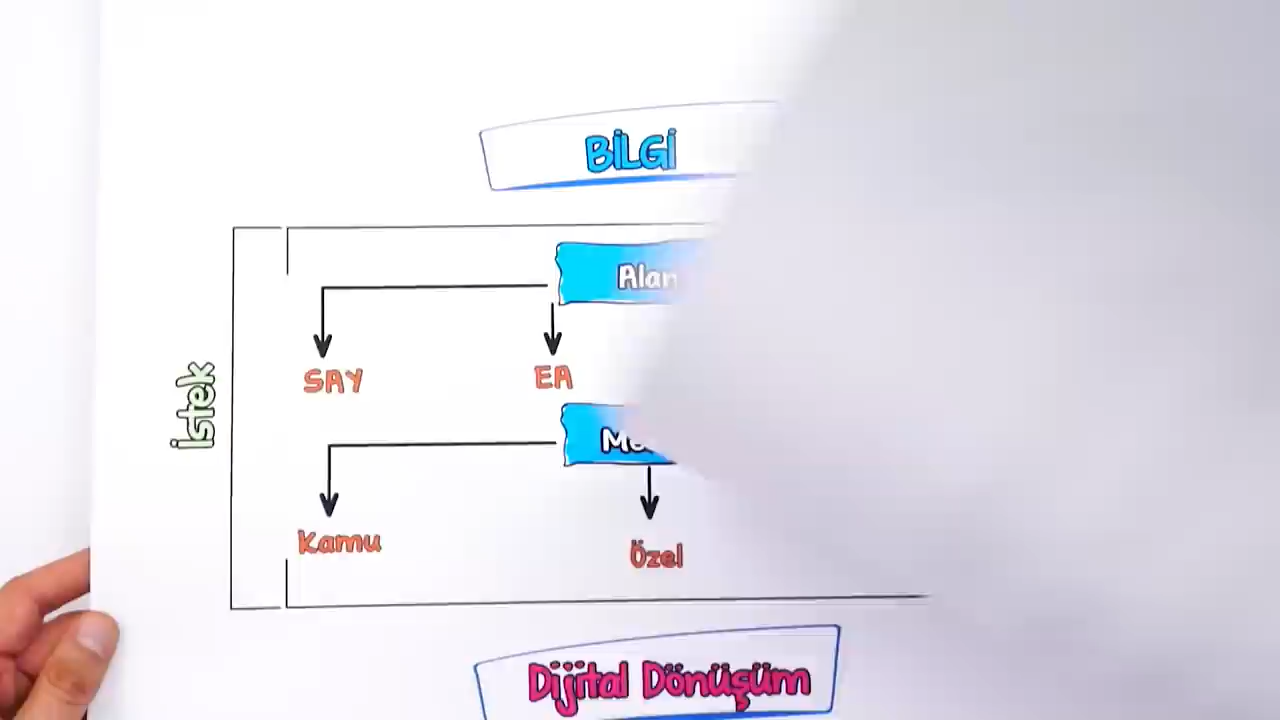 BİLGİ
Alan
SAY
EA
İstek
Kamu
Özel
Dijital Dönüşüm